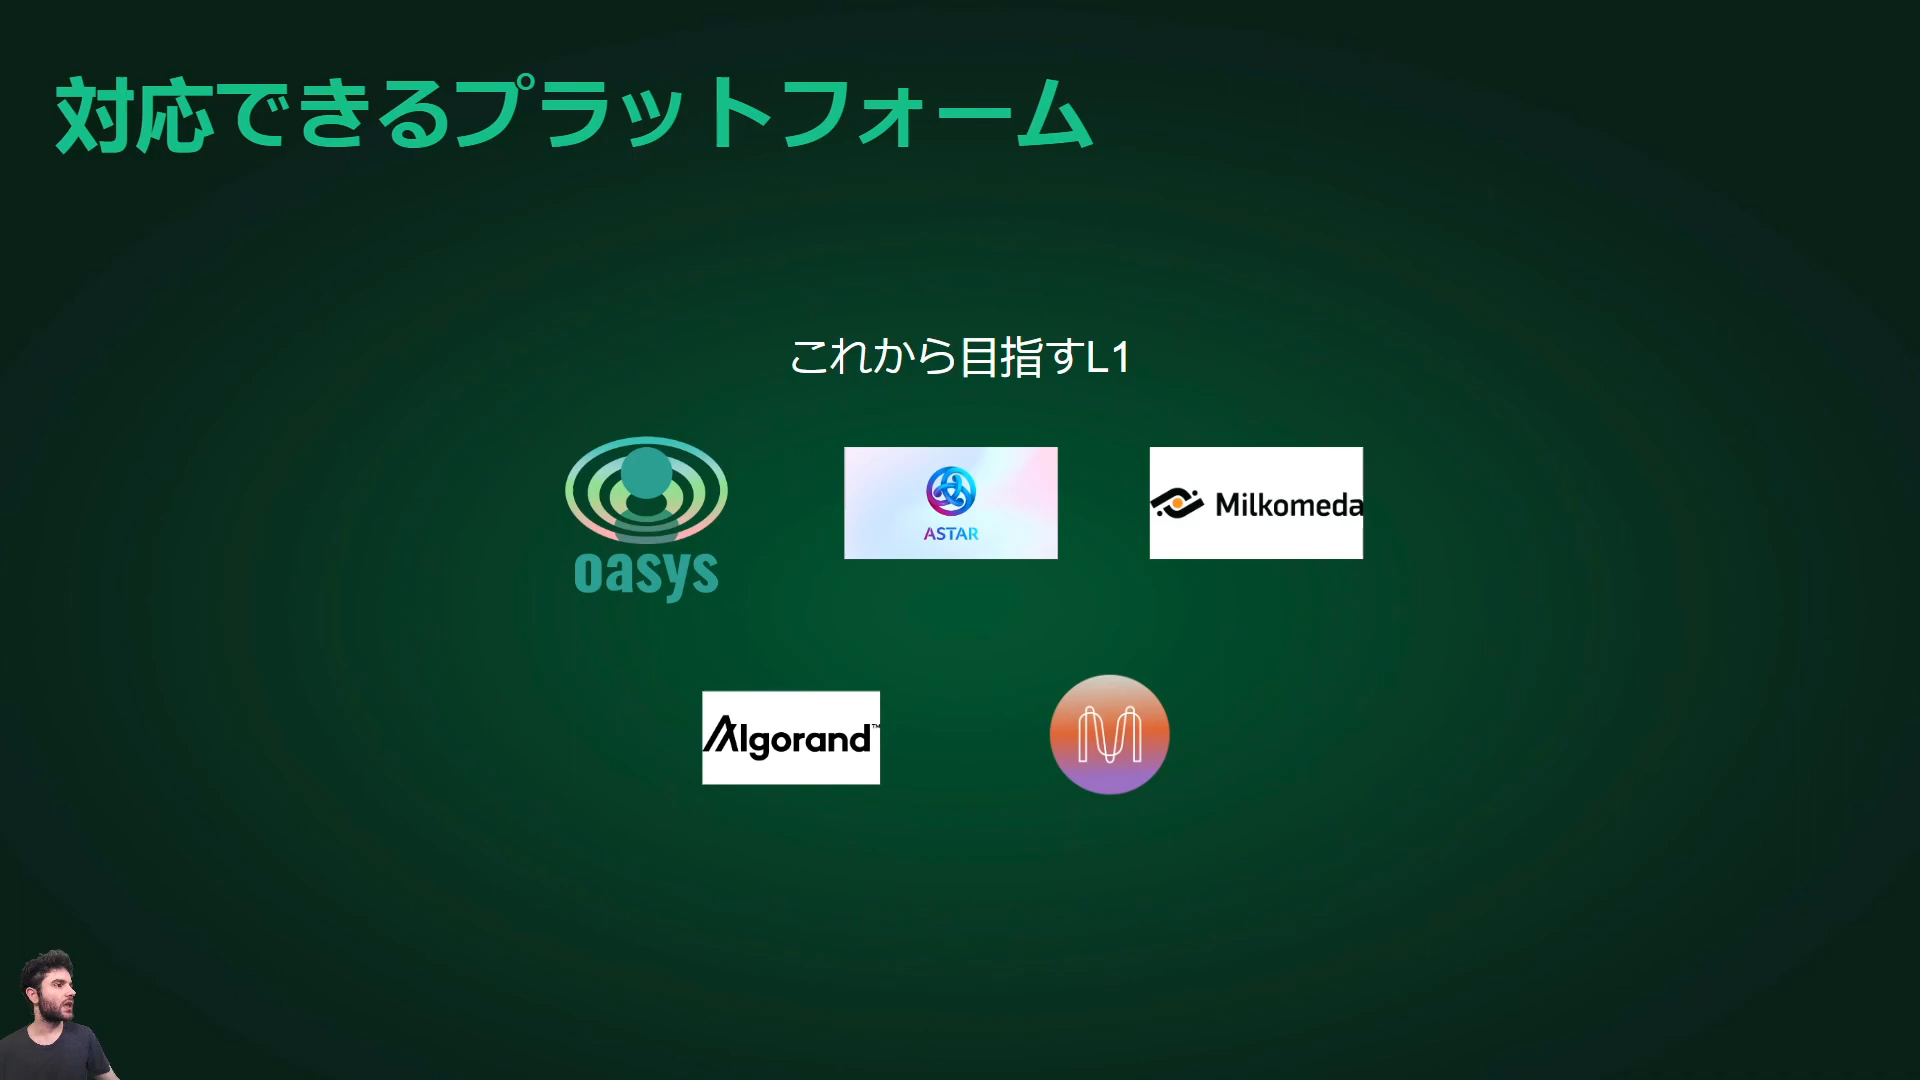 対応できるプラットフォーム
これから目指すL1
oasys
ASTAR
Milkomeda
Algorand™
M